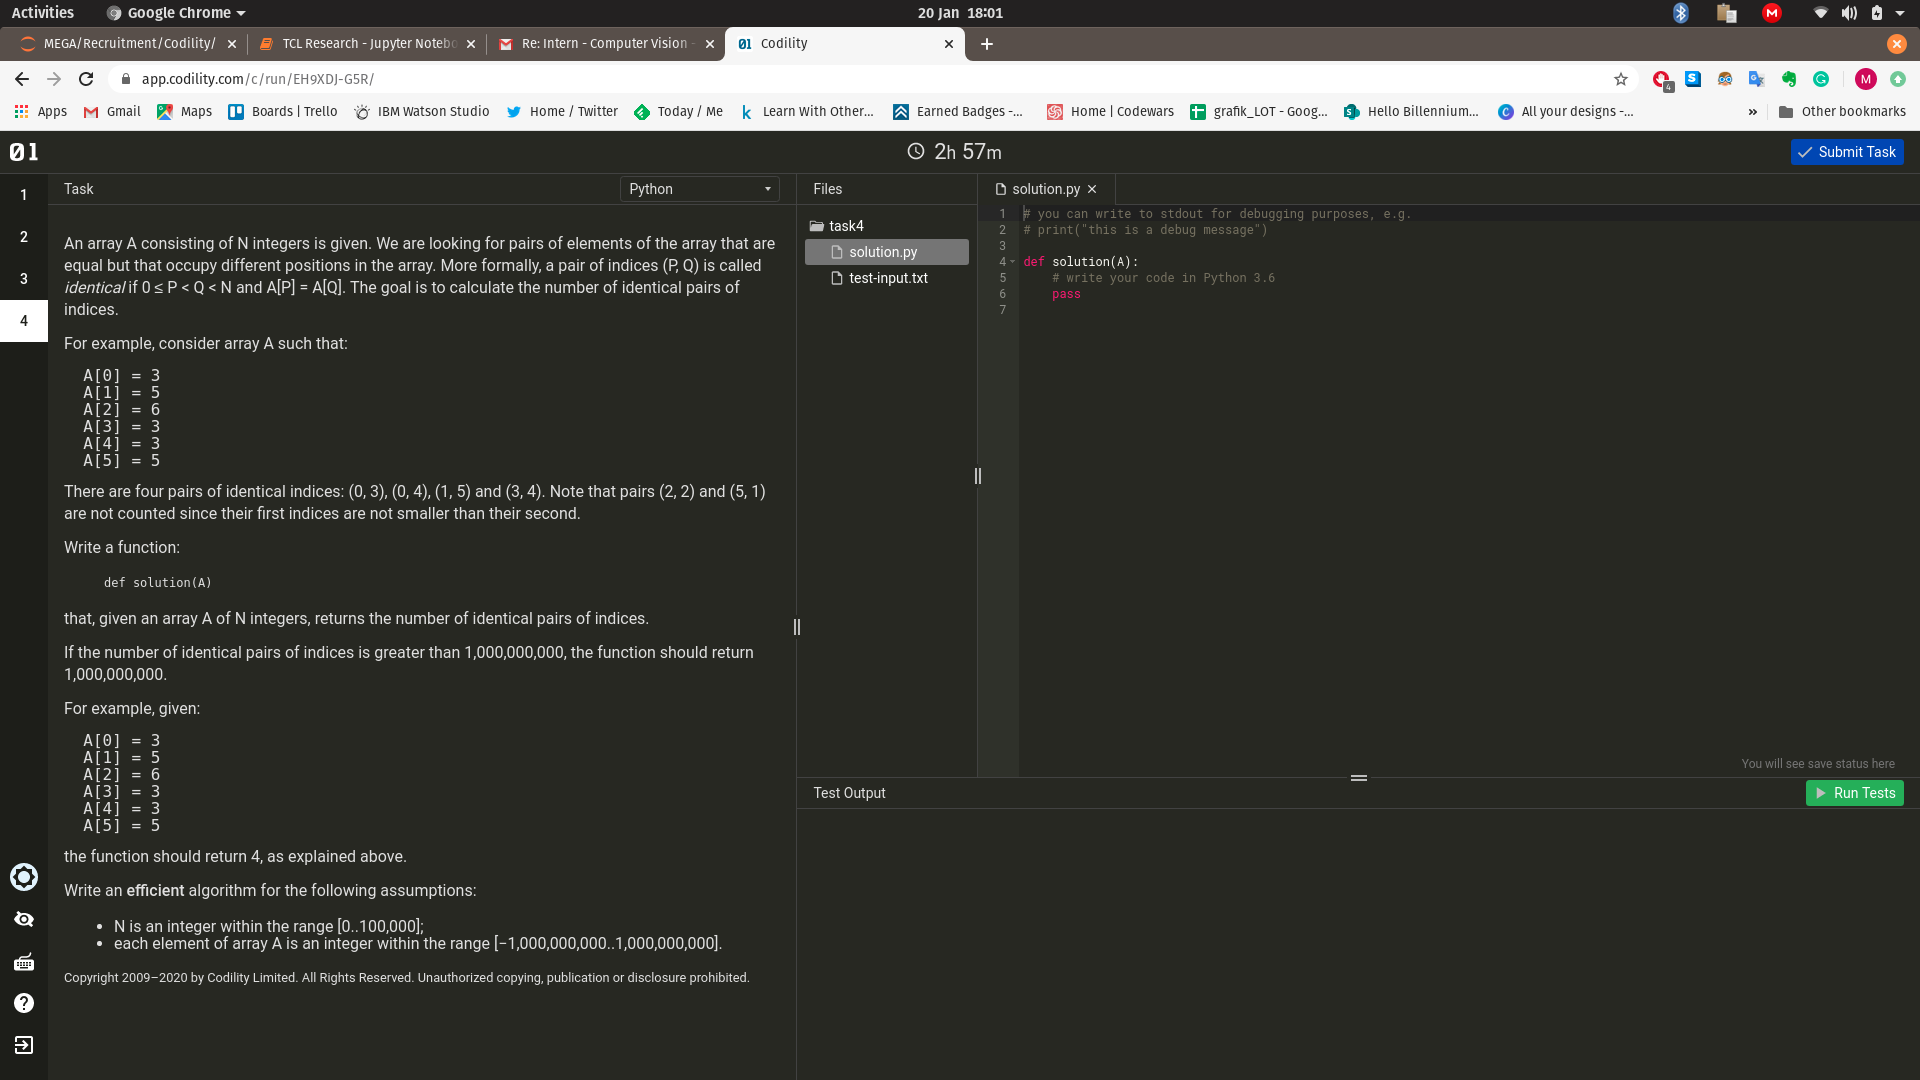 Activities
Google Chrome
20 Jan 18:01
MEGA/Recruitment/Codility/
TCL Research - Jupyter Notebo
Re: Intern - Computer Vision -
Codility
app.codility.com/c/run/EH9XDJ-G5R/
4
M
Apps
Gmail
Maps
Boards | Trello
IBM Watson Studio
Home / Twitter
Today / Me
Learn With Other...
Earned Badges -...
Home | Codewars
grafik_LOT - Goog...
Hello Billennium...
All your designs -...
»
Other bookmarks
01
2h 57m
Submit Task
1
2
3
4
Task
Python
An array A consisting of N integers is given. We are looking for pairs of elements of the array that are
equal but that occupy different positions in the array. More formally, a pair of indices (P, Q) is called
identical if 0 ≤ P < Q < N and A[P] = A[Q]. The goal is to calculate the number of identical pairs of
indices.
For example, consider array A such that:
A[0] = 3
A[1] = 5
A[2] = 6
A[3] = 3
A[4] = 3
A[5] = 5
There are four pairs of identical indices: (0, 3), (0, 4), (1, 5) and (3, 4). Note that pairs (2, 2) and (5, 1)
are not counted since their first indices are not smaller than their second.
Write a function:
def solution(A)
that, given an array A of N integers, returns the number of identical pairs of indices.
If the number of identical pairs of indices is greater than 1,000,000,000, the function should return
1,000,000,000.
For example, given:
A[0] = 3
A[1] = 5
A[2] = 6
A[3] = 3
A[4] = 3
A[5] = 5
the function should return 4, as explained above.
Write an efficient algorithm for the following assumptions:
• N is an integer within the range [0..100,000];
• each element of array A is an integer within the range [−1,000,000,000..1,000,000,000].
Copyright 2009–2020 by Codility Limited. All Rights Reserved. Unauthorized copying, publication or disclosure prohibited.
Files
task4
solution.py
test-input.txt
solution.py
1 # you can write to stdout for debugging purposes, e.g.
2 # print("this is a debug message")
3
4 def solution(A):
5 # write your code in Python 3.6
6 pass
7
You will see save status here
Test Output
Run Tests